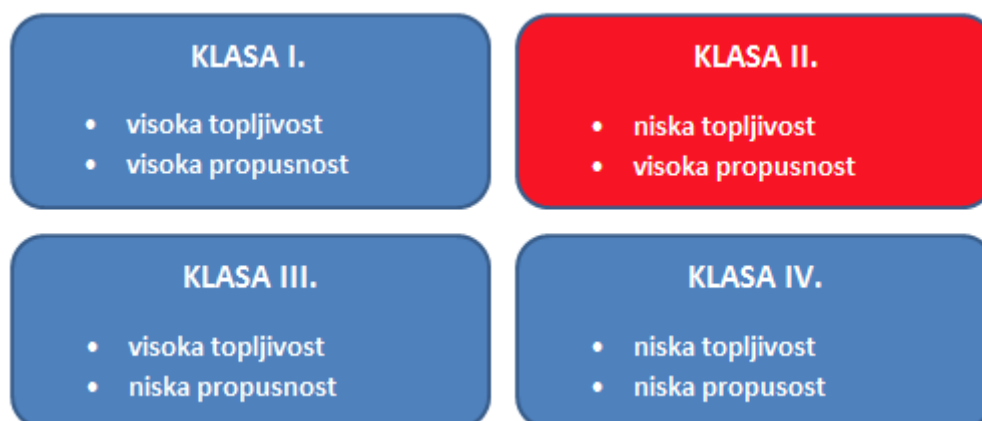 KLASA I.
• visoka topljivost
• visoka propusnost
KLASA II.
• niska topljivost
• visoka propusnost
KLASA III.
• visoka topljivost
• niska propusnost
KLASA IV.
• niska topljivost
• niska propusost